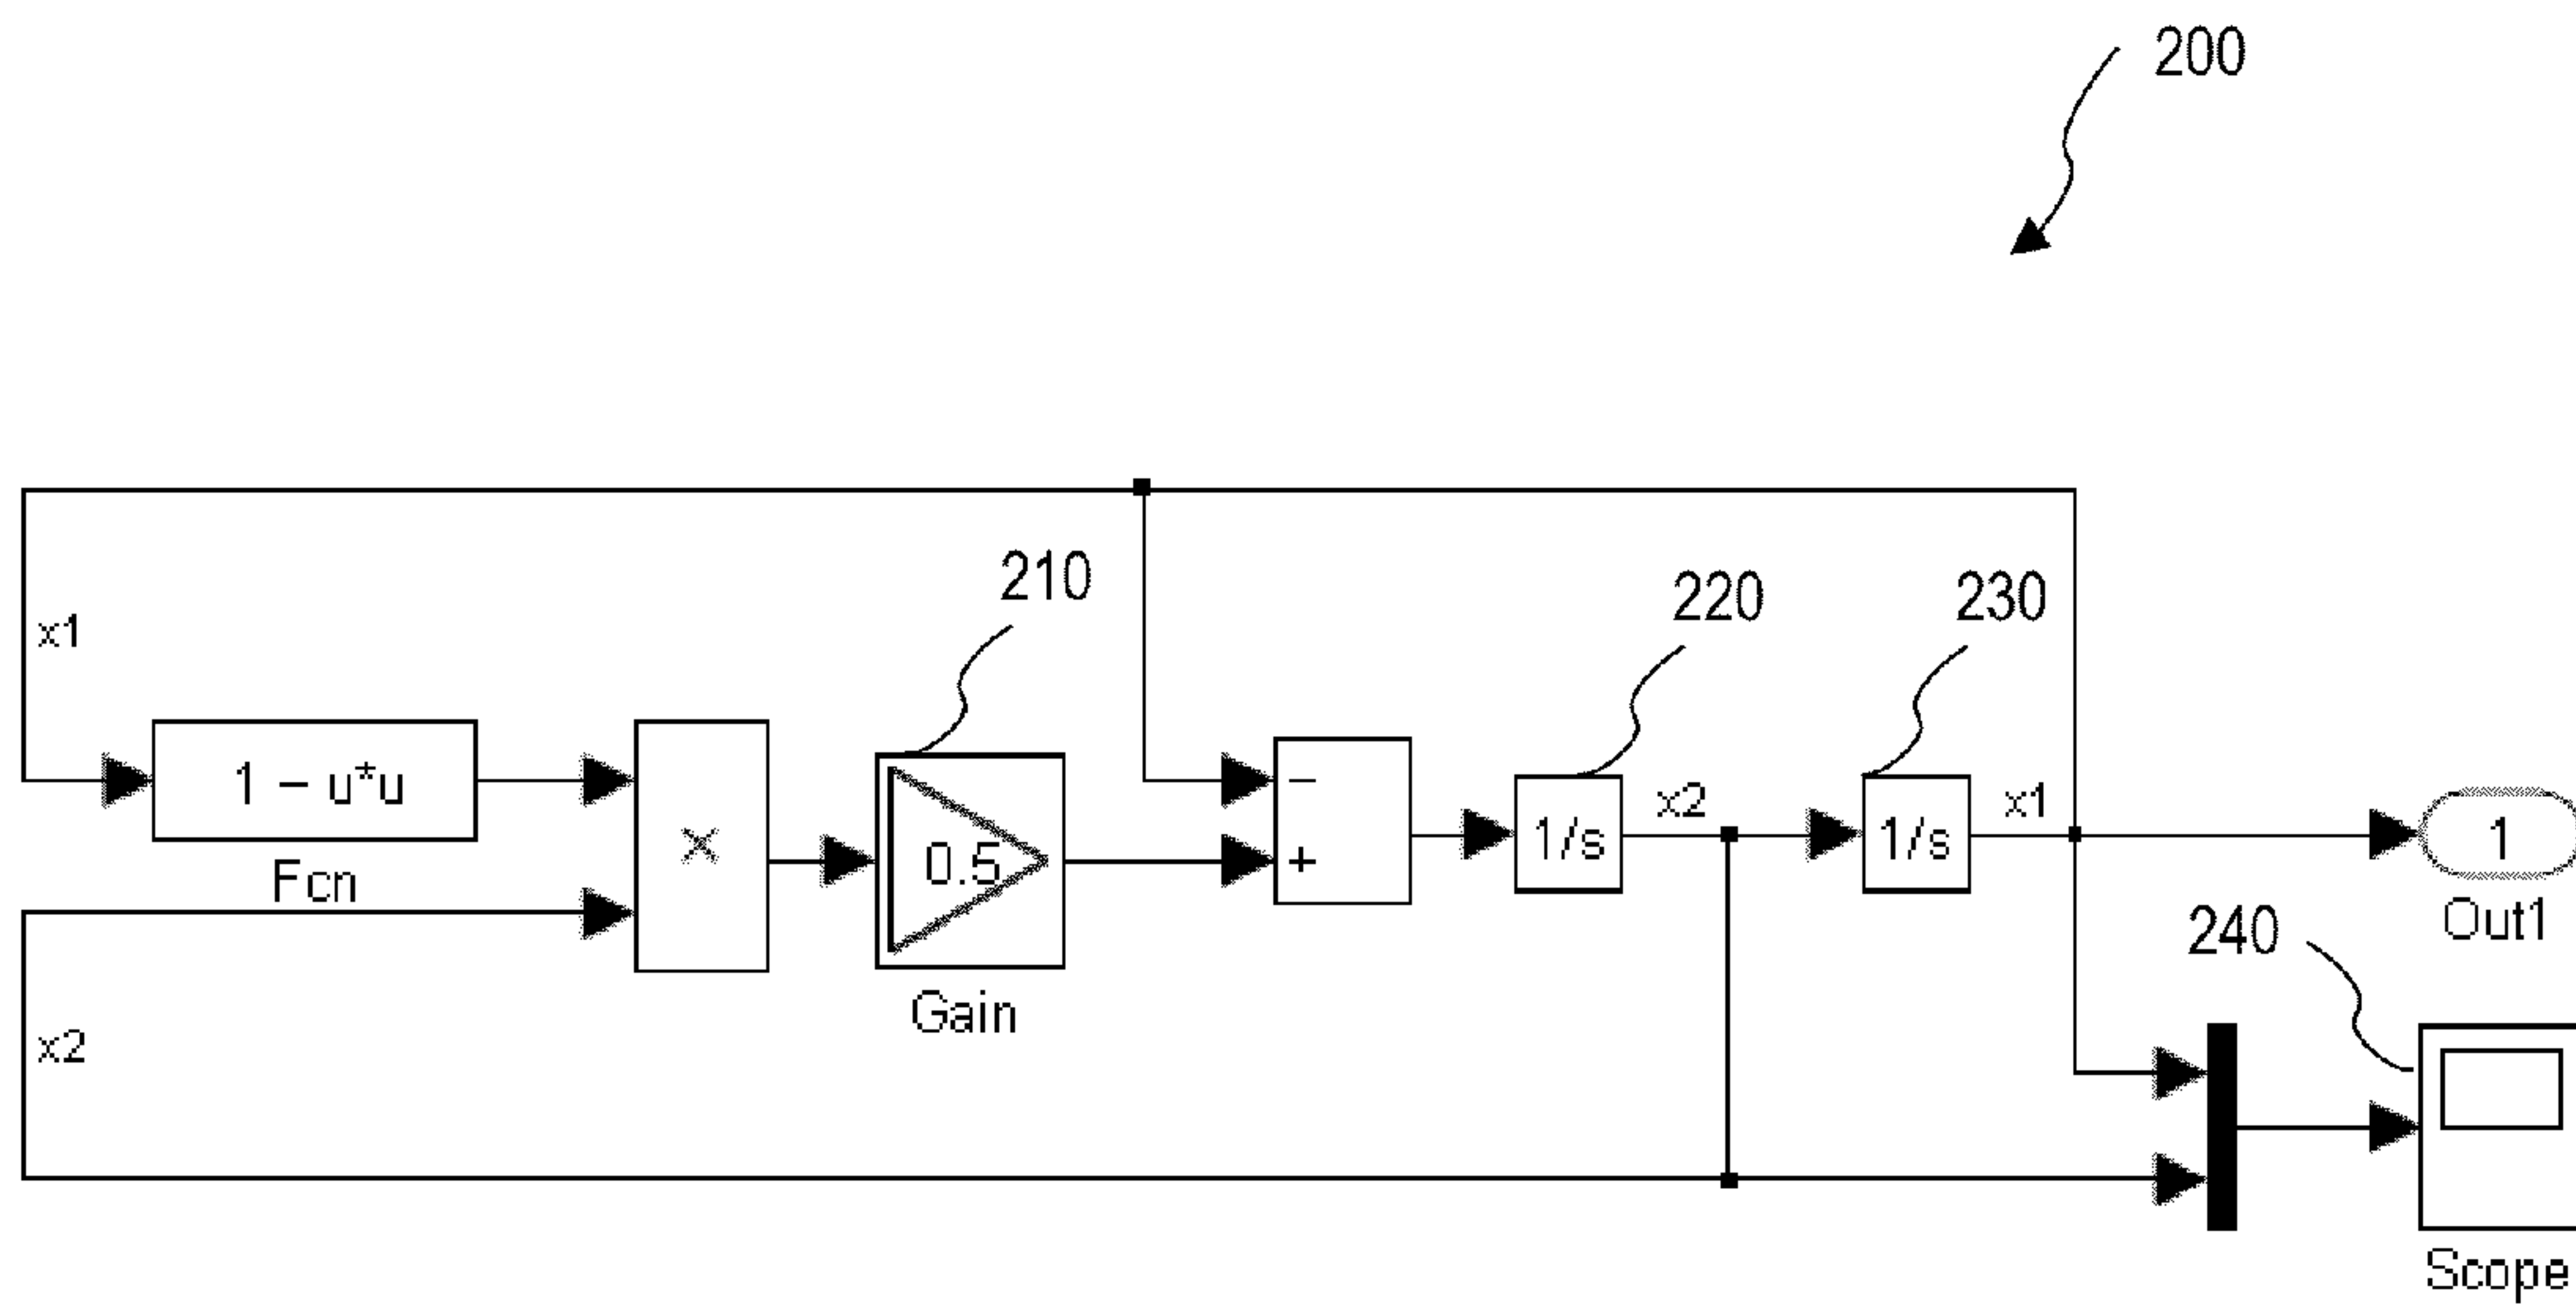 200
210
220
230
x1
1 – u*u
Fcn
×
0.5
Gain
–
+
1/s
x2
1/s
x1
1
Out1
240
x2
Scope